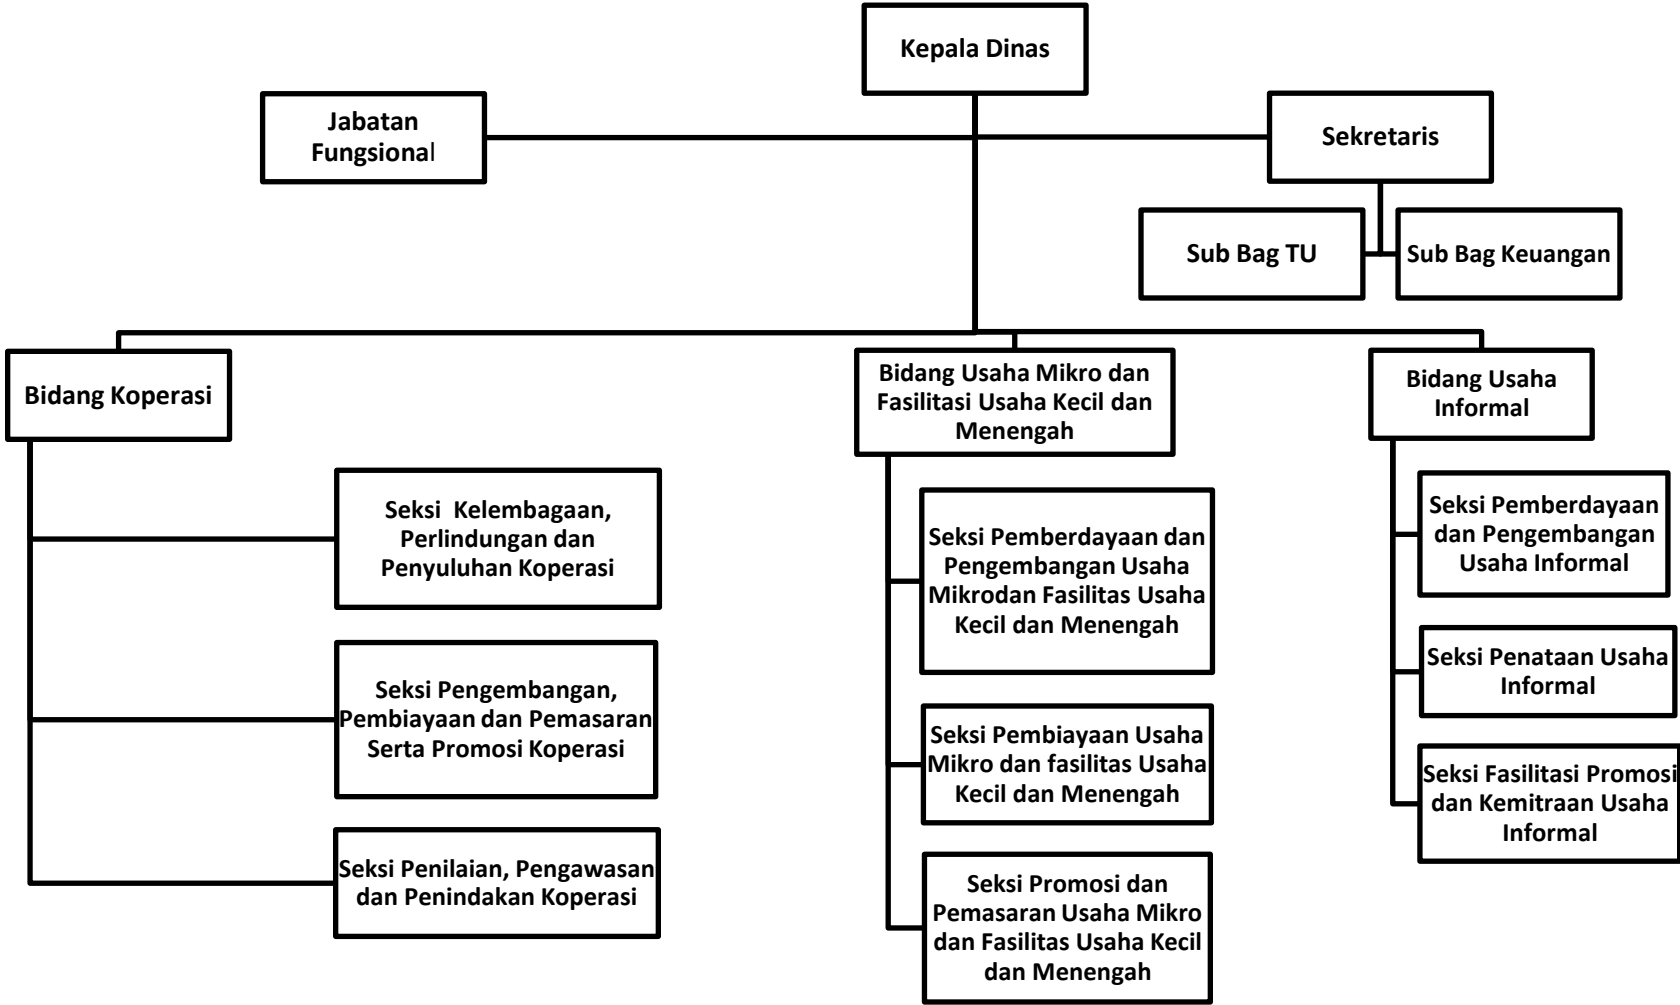 Kepala Dinas
Jabatan
Fungsional
Sekretaris
Sub Bag TU
Sub Bag Keuangan
Bidang Koperasi
Bidang Usaha Mikro dan
Fasilitasi Usaha Kecil dan
Menengah
Bidang Usaha
Informal
Seksi Kelembagaan,
Perlindungan dan
Penyuluhan Koperasi
Seksi Pengembangan,
Pembiayaan dan Pemasaran
Serta Promosi Koperasi
Seksi Penilaian, Pengawasan
dan Penindakan Koperasi
Seksi Pemberdayaan dan
Pengembangan Usaha
Mikrodan Fasilitas Usaha
Kecil dan Menengah
Seksi Pembiayaan Usaha
Mikro dan fasilitas Usaha
Kecil dan Menengah
Seksi Promosi dan
Pemasaran Usaha Mikro
dan Fasilitas Usaha Kecil
dan Menengah
Seksi Pemberdayaan
dan Pengembangan
Usaha Informal
Seksi Penataan Usaha
Informal
Seksi Fasilitasi Promosi
dan Kemitraan Usaha
Informal